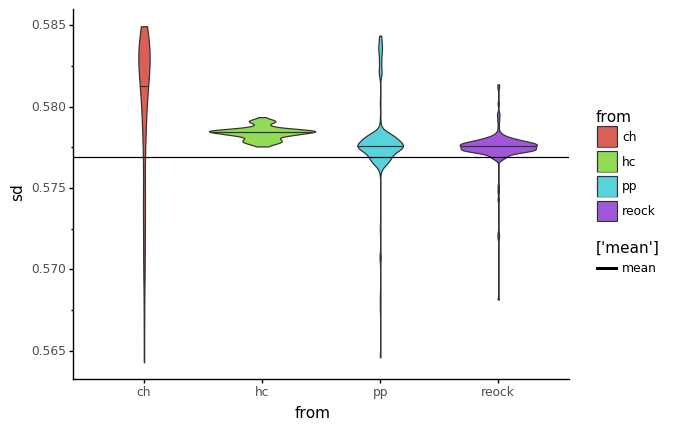 0.585
0.580
0.575
0.570
0.565
sd
ch
hc
pp
reock
from
from
ch
hc
pp
reock
['mean']
mean